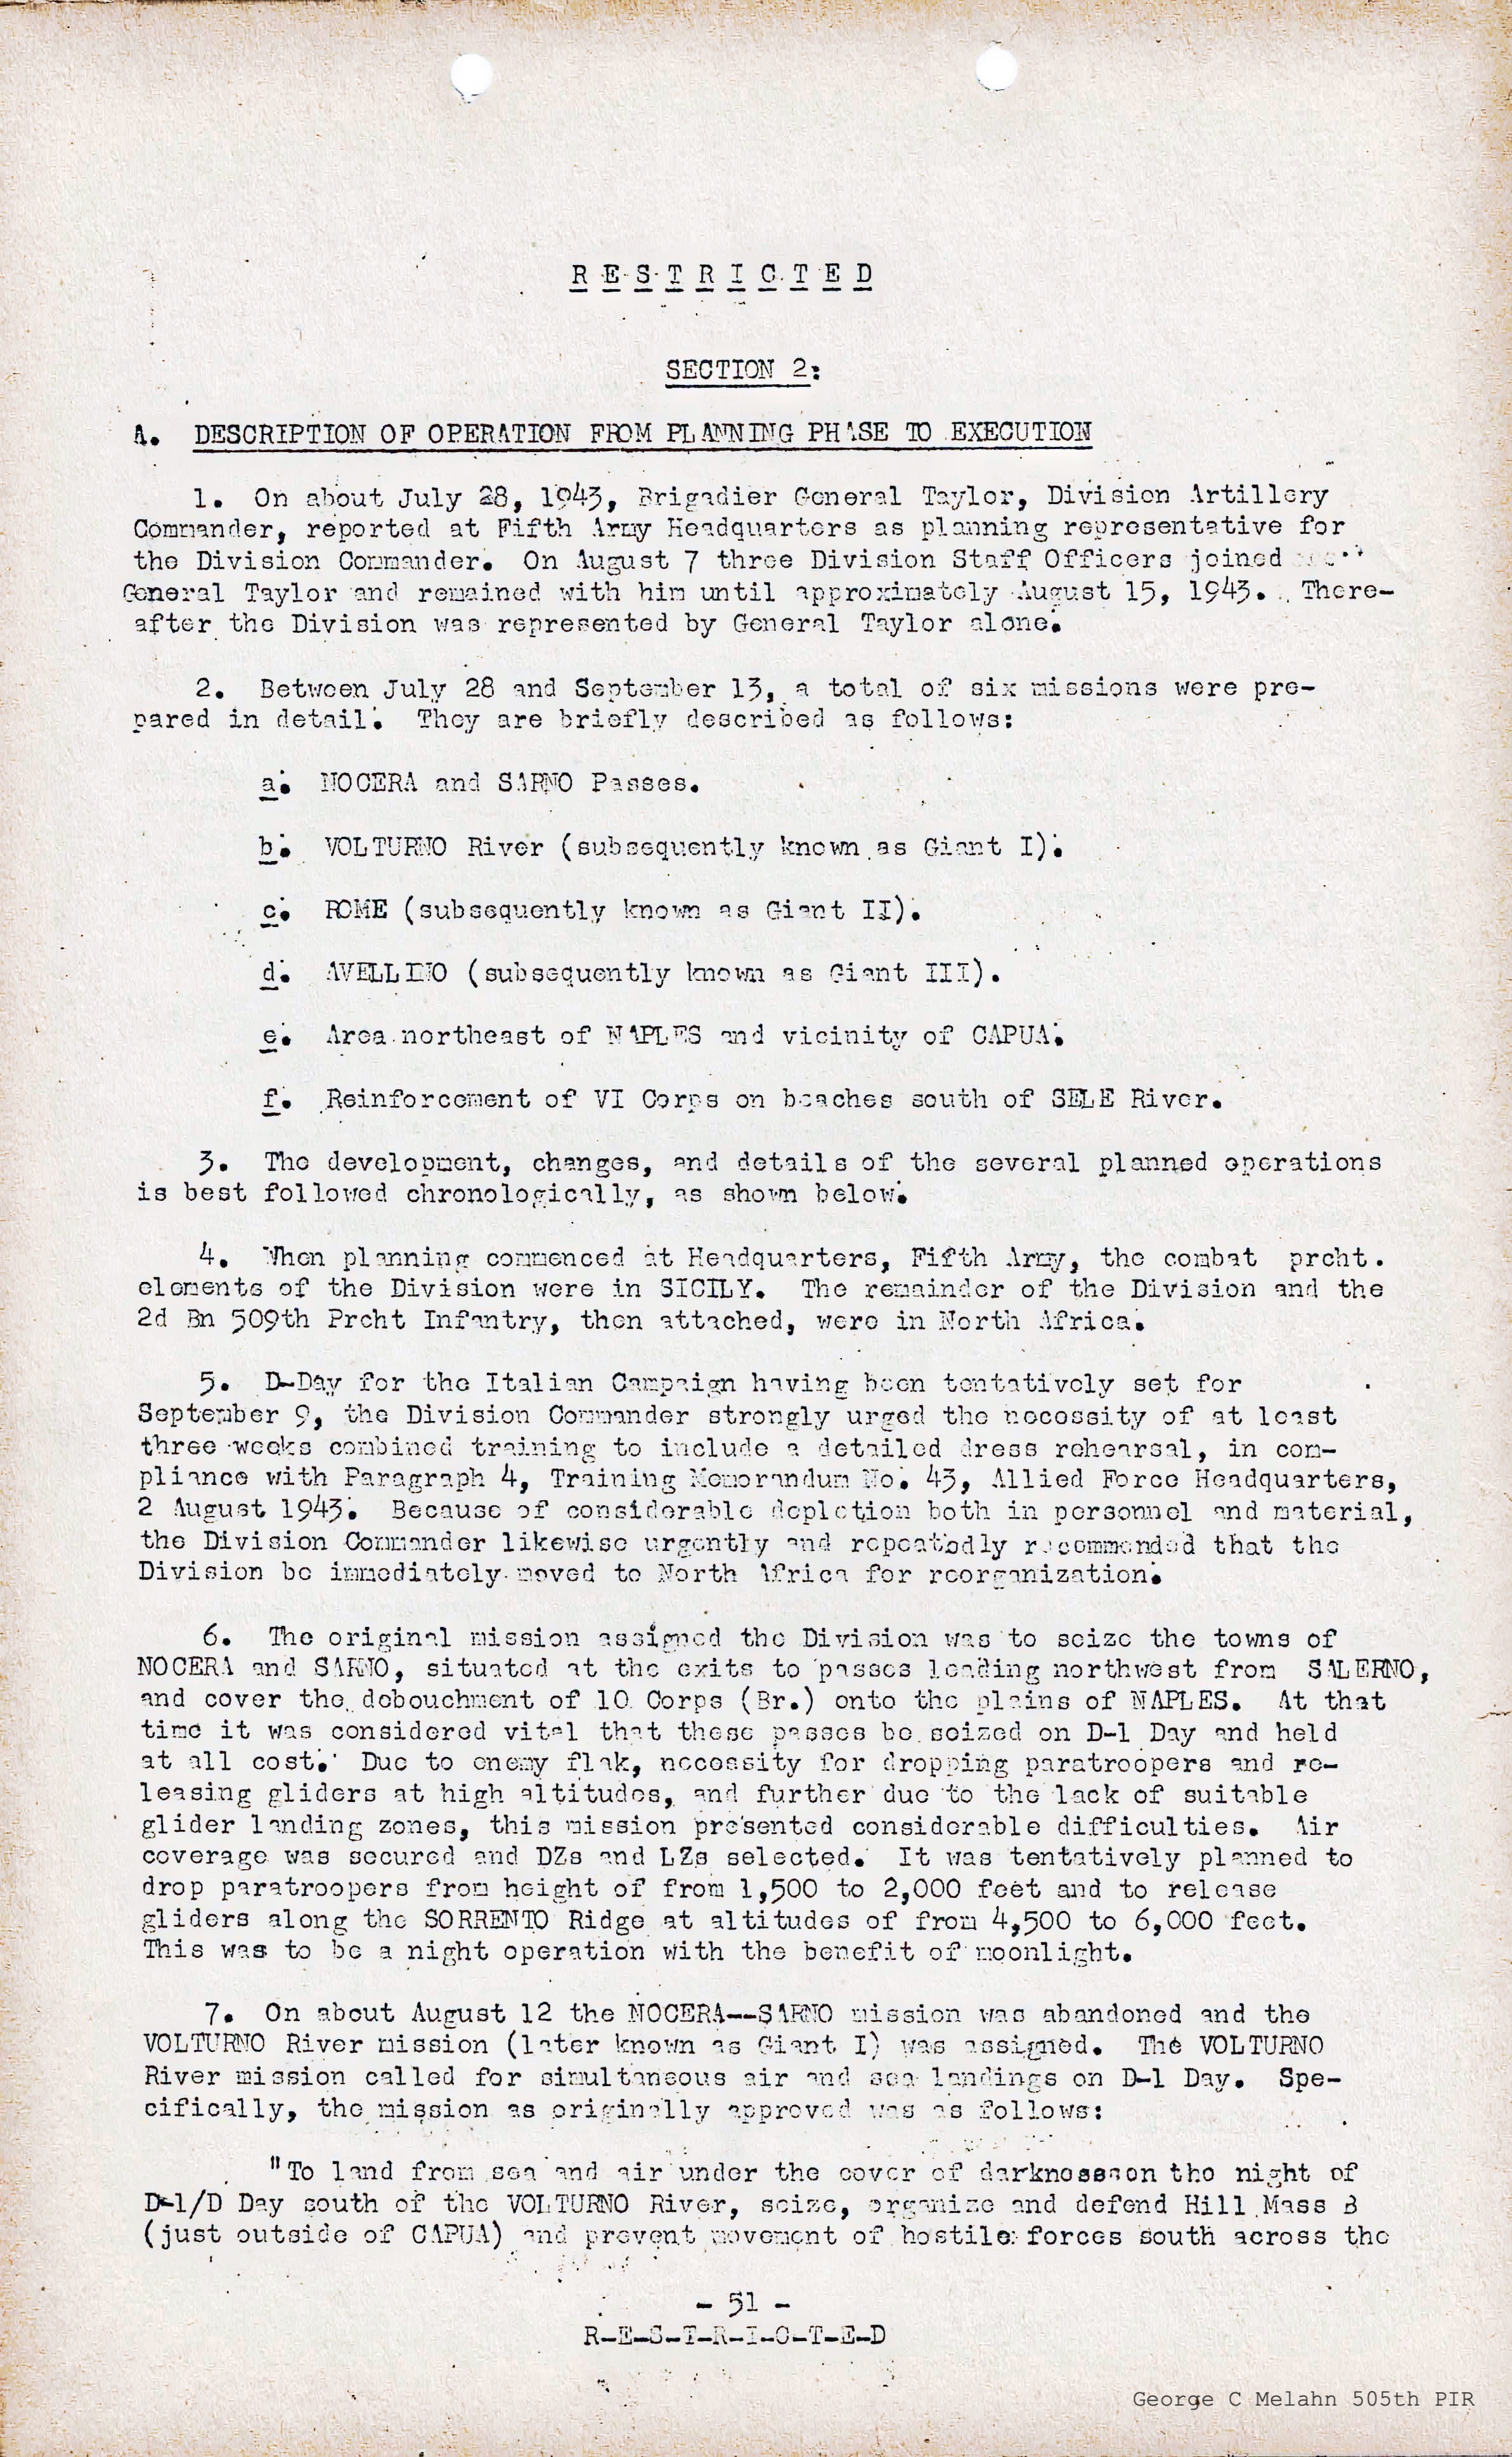 R E S T R I C T E D
SECTION 2:
A. DESCRIPTION OF OPERATION FROM PLANNING PHASE TO EXECUTION
1. On about July 28, 1943, Brigadier General Taylor, Division Artillery
Commander, reported at Fifth Army Headquarters as planning representative for
the Division Commander. On August 7 three Division Staff Officers joined
General Taylor and remained with him until approximately August 15, 1943. There-
after the Division was represented by General Taylor alone.
2. Between July 28 and September 13, a total of six missions were pre-
pared in detail. They are briefly described as follows:
a. NOCERA and SARNO Passes.
b. VOLTURNO River (subsequently known as Giant I).
c. ROME (subsequently known as Giant II).
d. AVELLINO (subsequently known as Giant III).
e. Area northeast of NAPLES and vicinity of CAPUA.
f. Reinforcement of VI Corps on beaches south of SELE River.
3. The development, changes, and details of the several planned operations
is best followed chronologically, as shown below.
4. When planning commenced at Headquarters, Fifth Army, the combat prcht.
elements of the Division were in SICILY. The remainder of the Division and the
2d Bn 509th Prcht Infantry, then attached, were in North Africa.
5. D-Day for the Italian Campaign having been tentatively set for
September 9, the Division Commander strongly urged the necessity of at least
three weeks combined training to include a detailed dress rehearsal, in com-
pliance with Paragraph 4, Training Memorandum No. 43, Allied Force Headquarters,
2 August 1943. Because of considerable depletion both in personnel and material,
the Division Commander likewise urgently and repeatedly recommended that the
Division be immediately moved to North Africa for reorganization.
6. The original mission assigned the Division was to seize the towns of
NOCERA and SARNO, situated at the exits to passes leading northwest from SALERNO,
and cover the debouchment of 10 Corps (Br.) onto the plains of NAPLES. At that
time it was considered vital that these passes be seized on D-1 Day and held
at all cost. Due to enemy flak, necessity for dropping paratroopers and re-
leasing gliders at high altitudes, and further due to the lack of suitable
glider landing zones, this mission presented considerable difficulties. Air
coverage was secured and DZs and LZs selected. It was tentatively planned to
drop paratroopers from height of from 1,500 to 2,000 feet and to release
gliders along the SORRENTO Ridge at altitudes of from 4,500 to 6,000 feet.
This was to be a night operation with the benefit of moonlight.
7. On about August 12 the NOCERA--SARNO mission was abandoned and the
VOLTURNO River mission (later known as Giant I) was assigned. The VOLTURNO
River mission called for simultaneous air and sea landings on D-1 Day. Spe-
cifically, the mission as originally approved was as follows:
"To land from sea and air under the cover of darknosseson the night of
D-1/D Day south of the VOLTURNO River, seize, organize and defend Hill Mass B
(just outside of CAPUA) and prevent movement of hostile forces south across the
- 51 -
R-E-S-T-R-I-C-T-E-D
George C Melahn 505th PIR